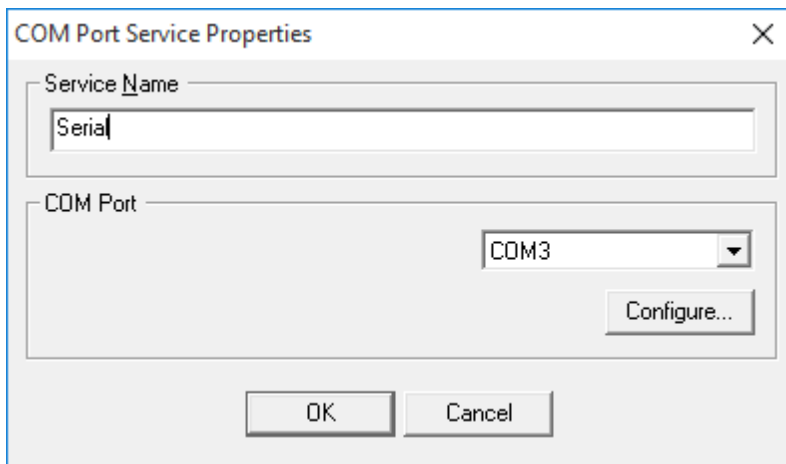 COM Port Service Properties
Service Name
Serial
COM Port
COM3
Configure...
OK Cancel